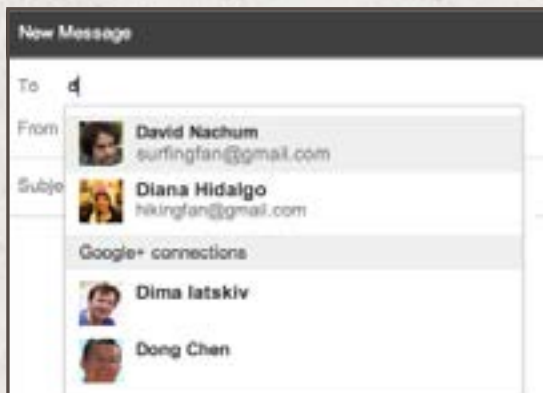 New Message
To d
From
David Nachum
surfingfan@gmail.com
Subje
Diana Hidalgo
hikingfan@gmail.com
Google+ connections
Dima Iatskiv
Dong Chen